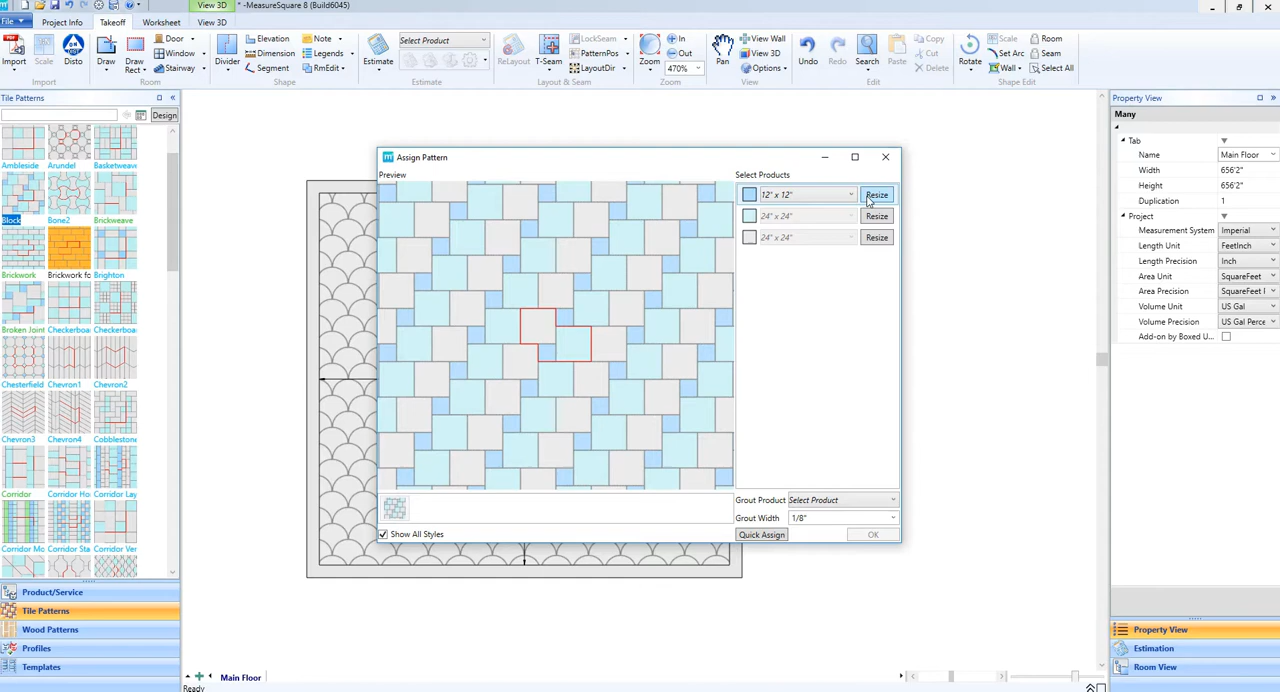 View 3D
* -MeasureSquare 8 (Build6045)
File
Project Info
Takeoff
Worksheet
View 3D
Import
Scale
Disto
Import
Draw
Draw Rect
Door
Window
Stairway
Room
Divider
Elevation
Dimension
Segment
Note
Legends
RmEdit
Shape
Estimate
Select Product
Estimate
ReLayout
T-Seam
LockSeam
PatternPos
LayoutDir
Layout & Seam
Zoom
In
Out
470%
Zoom
Pan
View Wall
View 3D
Options
View
Undo
Redo
Search
Paste
Copy
Cut
Delete
Edit
Rotate
Scale
Set Arc
Wall
Room
Seam
Select All
Shape Edit
Tile Patterns
Design
Ambleside
Arundel
Basketweave
Block
Bone2
Brickweave
Brickwork
Brickwork fo
Brighton
Broken Joint
Checkerboa
Checkerboa
Chesterfield
Chevron1
Chevron2
Chevron3
Chevron4
Cobblestone
Corridor
Corridor Ho
Corridor Lay
Corridor Mo
Corridor Sta
Corridor Ver
Product/Service
Tile Patterns
Wood Patterns
Profiles
Templates
Assign Pattern
Preview
Select Products
12" x 12"
Resize
24" x 24"
Resize
24" x 24"
Resize
Grout Product
Select Product
Grout Width
1/8"
Show All Styles
Quick Assign
OK
Property View
Many
Tab
Name
Main Floor
Width
656'2"
Height
656'2"
Duplication
1
Project
Measurement System
Imperial
Length Unit
FeetInch
Length Precision
Inch
Area Unit
SquareFeet
Area Precision
SquareFeet
Volume Unit
US Gal
Volume Precision
US Gal Perce
Add-on by Boxed U...
Property View
Estimation
Room View
Main Floor
Ready